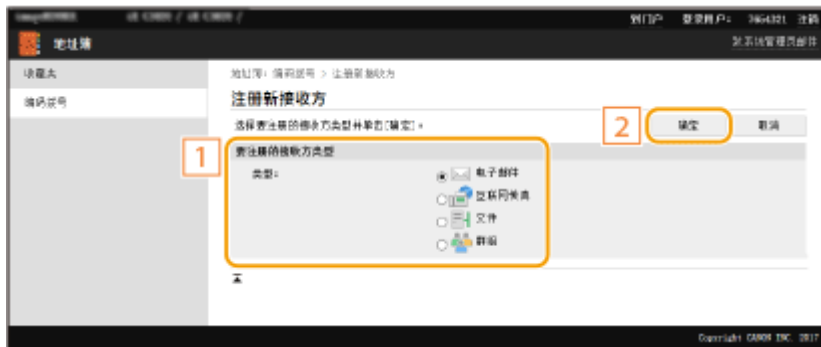 到门户 登录用户: 7654321 注销
地址簿
致系统管理员邮件
收藏夹
地址簿: 编码拨号 > 注册新接收方
编码拨号
注册新接收方
选择要注册的接收方类型并单击[确定]。
2
确定
取消
1
要注册的接收方类型
类型:
电子邮件
互联网传真
文件
群组
Copyright CANON INC. 2017